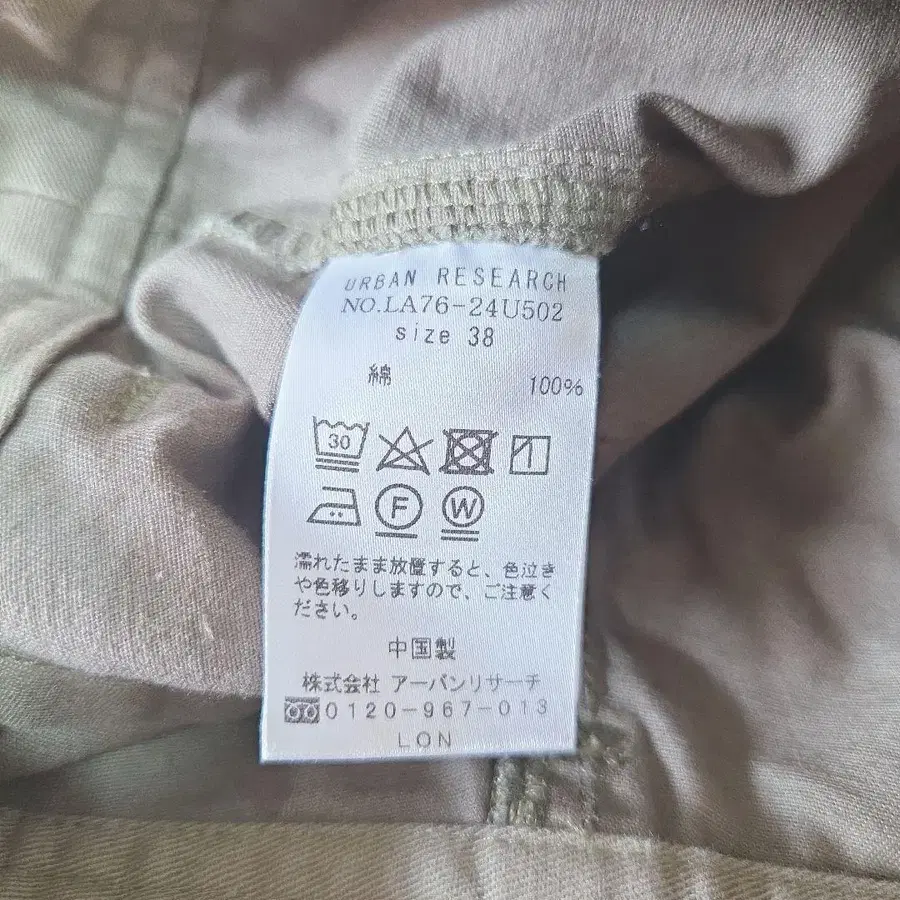 URBAN RESEARCH
NO.LA76-24U502
size 38
綿 100%
30
F W
濡れたまま放置すると、色泣き
や色移りしますので、ご注意く
ださい。
中国製
株式会社 アーバンリサーチ
0120-967-013
LON